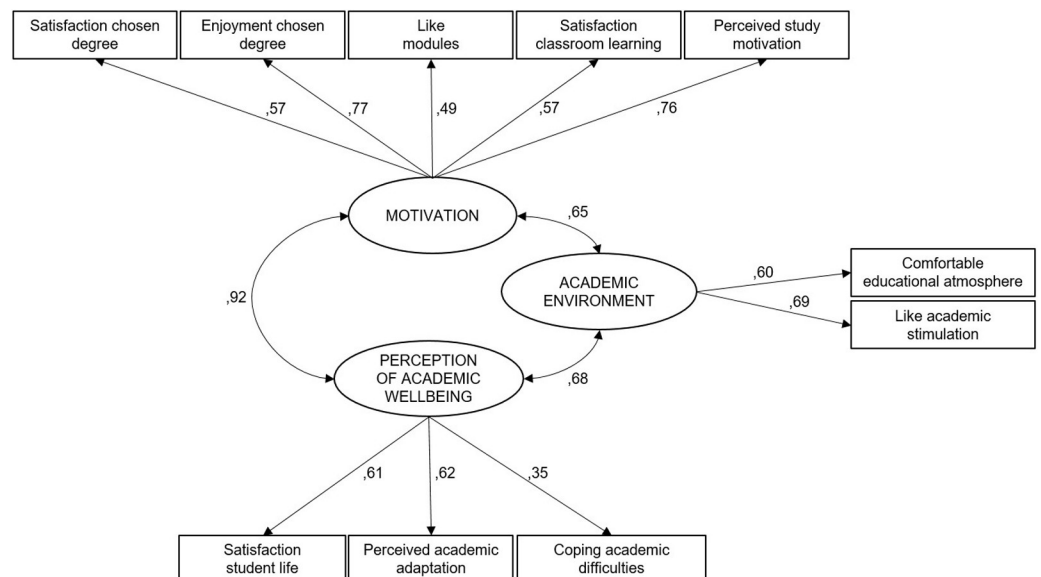 Satisfaction chosen
degree
Enjoyment chosen
degree
Like
modules
Satisfaction
classroom learning
Perceived study
motivation
,57
,77
,49
,57
,76
MOTIVATION
,65
ACADEMIC
ENVIRONMENT
,60
,69
Comfortable
educational atmosphere
Like academic
stimulation
,92
,68
PERCEPTION
OF ACADEMIC
WELLBEING
,61
,62
,35
Satisfaction
student life
Perceived academic
adaptation
Coping academic
difficulties